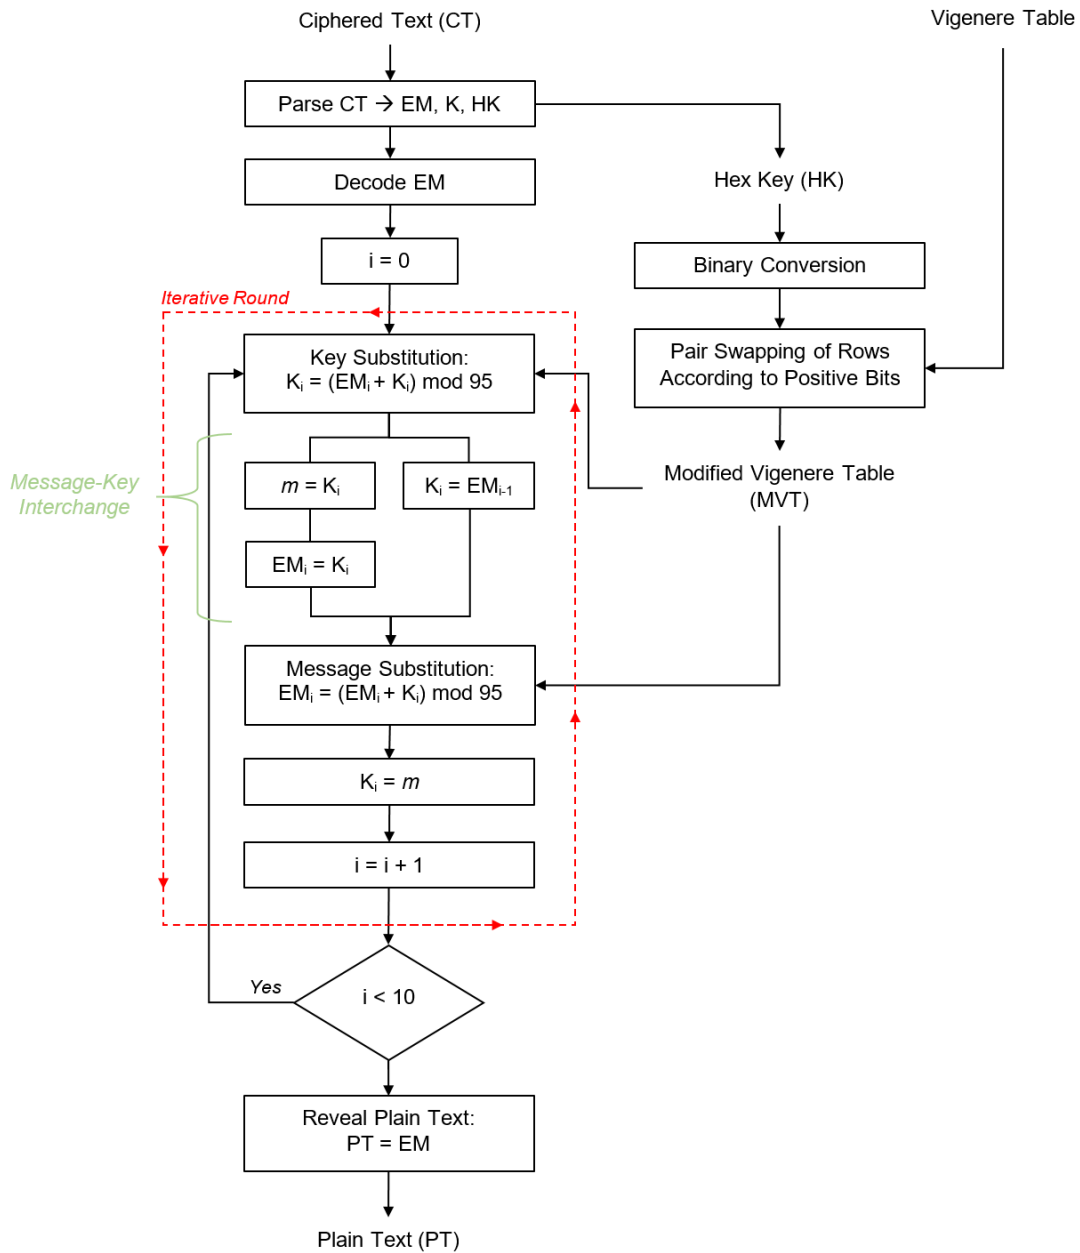 Ciphered Text (CT)
Vigenere Table
Parse CT → EM, K, HK
Decode EM
Hex Key (HK)
i = 0
Binary Conversion
Iterative Round
Key Substitution:
Kᵢ = (EMᵢ + Kᵢ) mod 95
Pair Swapping of Rows
According to Positive Bits
Message-Key
Interchange
m = Kᵢ
Kᵢ = EMᵢ₋₁
Modified Vigenere Table
(MVT)
EMᵢ = Kᵢ
Message Substitution:
EMᵢ = (EMᵢ + Kᵢ) mod 95
Kᵢ = m
i = i + 1
Yes
i < 10
Reveal Plain Text:
PT = EM
Plain Text (PT)